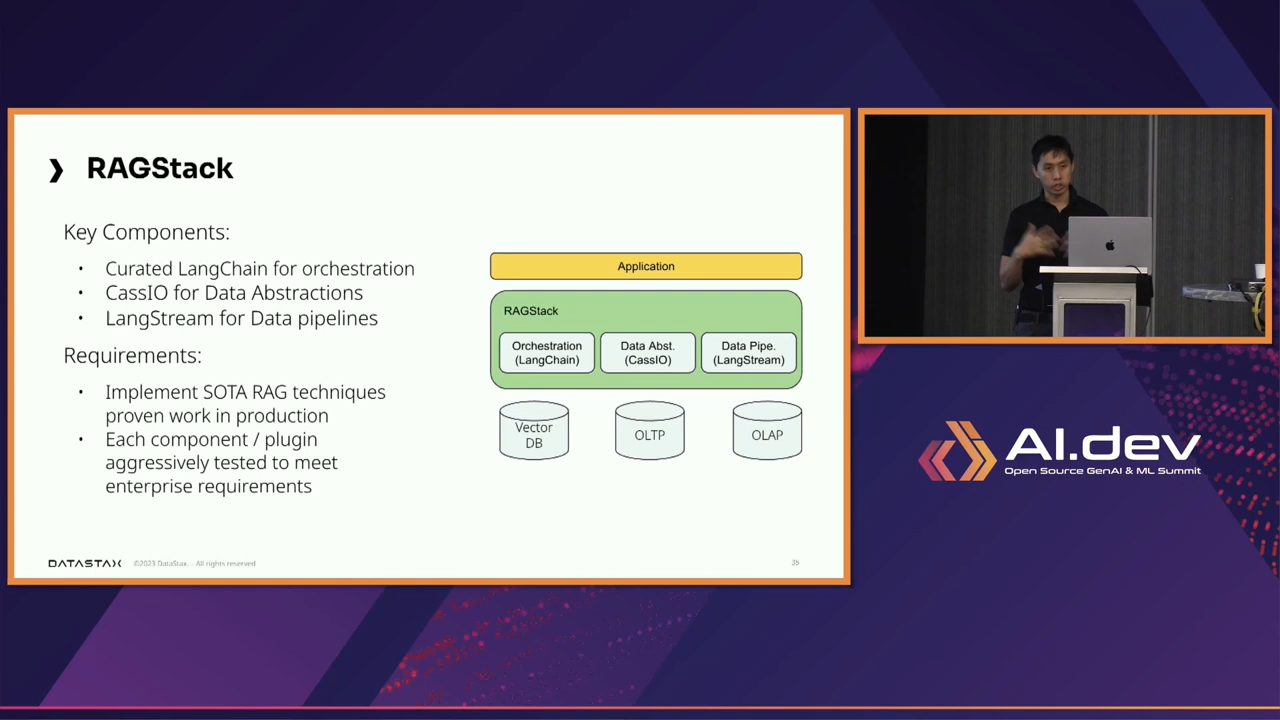 RAGStack
Key Components:
• Curated LangChain for orchestration
• CassIO for Data Abstractions
• LangStream for Data pipelines
Requirements:
• Implement SOTA RAG techniques
proven work in production
• Each component / plugin
aggressively tested to meet
enterprise requirements
Application
RAGStack
Orchestration
(LangChain)
Data Abst.
(CassIO)
Data Pipe.
(LangStream)
Vector
DB
OLTP
OLAP
DATASTAX
©2023 DataStax. – All rights reserved
35
AI.dev
Open Source GenAI & ML Summit